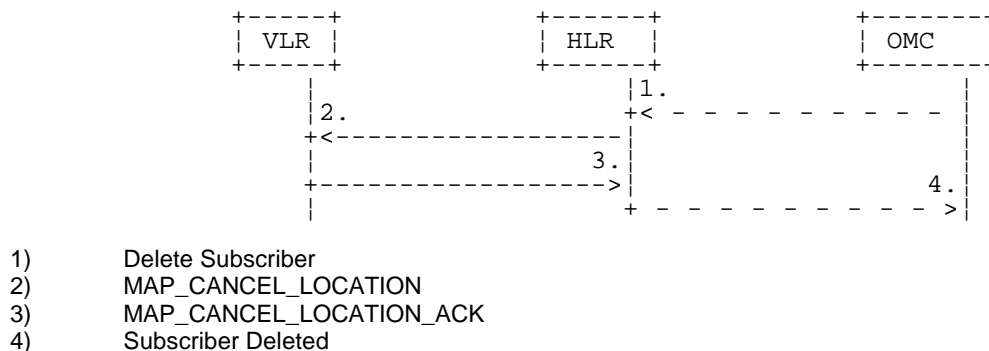 +-----+ +------+ +-------
¦ VLR ¦ ¦ HLR ¦ ¦ OMC
+-----+ +------+ +-------
¦ ¦1. ¦
¦2. +< - - - - - - - - - ¦
+<------------------¦ ¦
¦ 3.¦ ¦
+------------------>¦ 4.¦
¦ + - - - - - - - - - >¦
1) Delete Subscriber
2) MAP_CANCEL_LOCATION
3) MAP_CANCEL_LOCATION_ACK
4) Subscriber Deleted